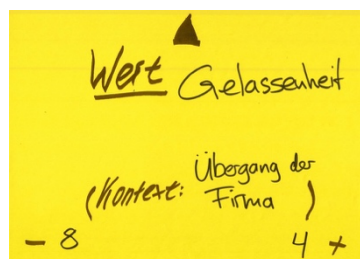 Wert Gelassenheit
(Kontext: Übergang der
Firma )
- 8 4 +